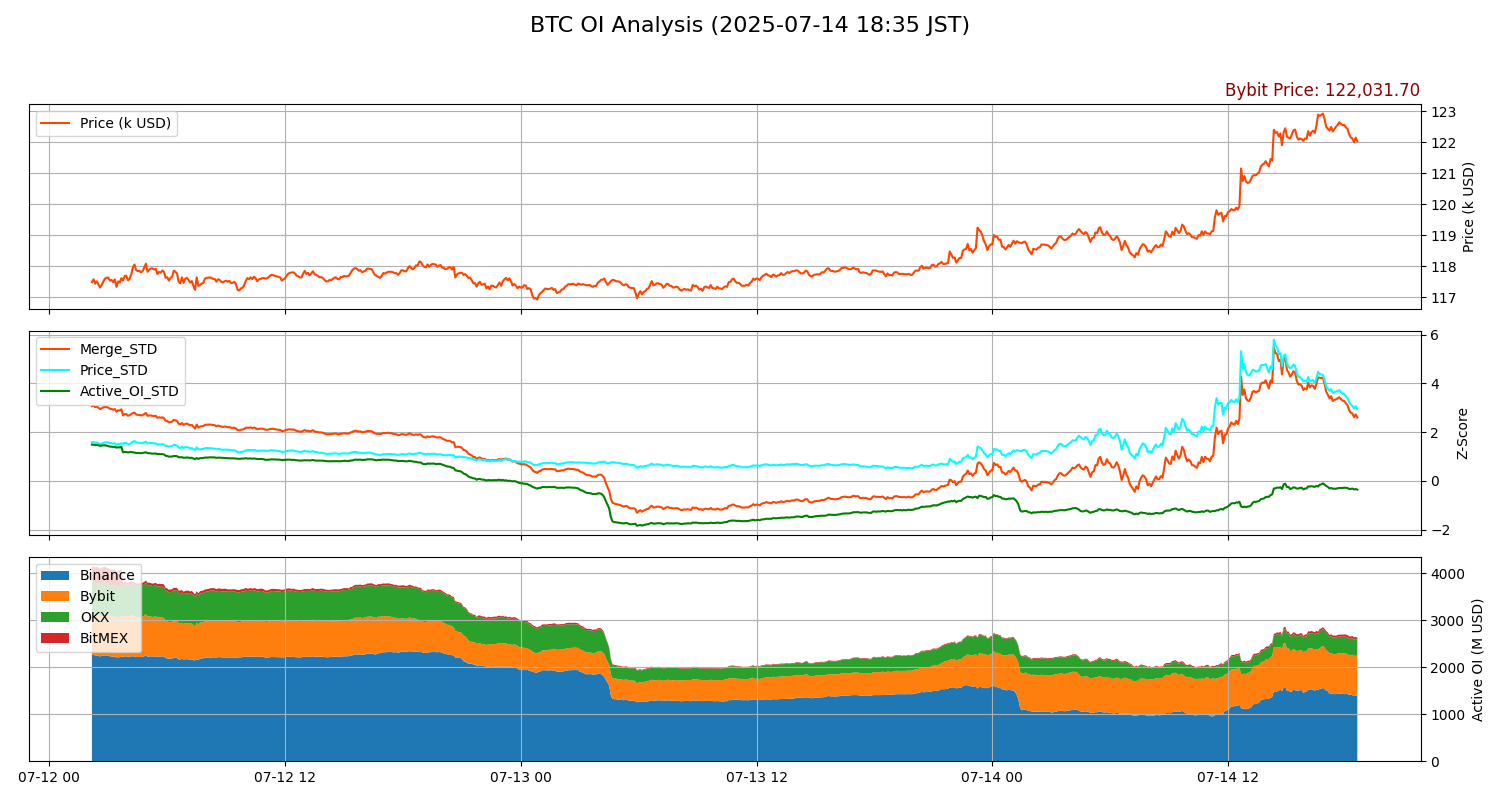 BTC OI Analysis (2025-07-14 18:35 JST)
Bybit Price: 122,031.70
Price (k USD)
123
122
121
120
119
118
117
Price (k USD)
Merge_STD
Price_STD
Active_OI_STD
6
4
2
0
−2
Z-Score
Binance
Bybit
OKX
BitMEX
4000
3000
2000
1000
0
Active OI (M USD)
07-12 00
07-12 12
07-13 00
07-13 12
07-14 00
07-14 12